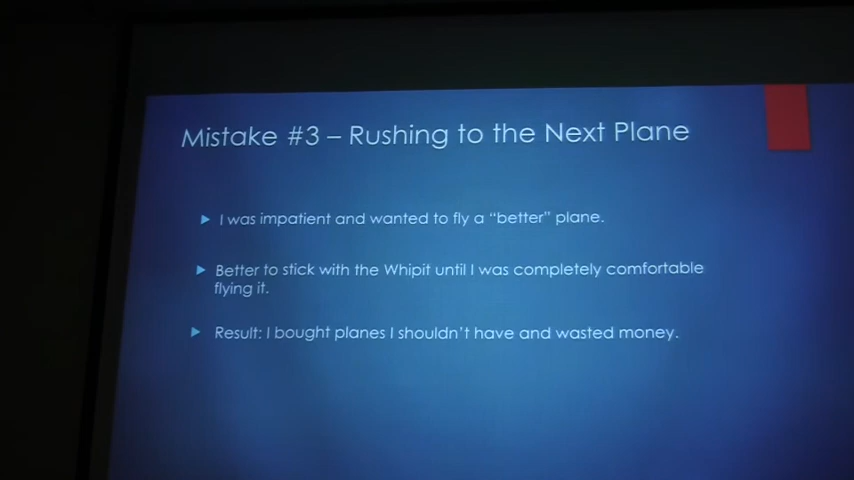 Mistake #3 – Rushing to the Next Plane
I was impatient and wanted to fly a “better” plane.
Better to stick with the Whipit until I was completely comfortable
flying it.
Result: I bought planes I shouldn’t have and wasted money.